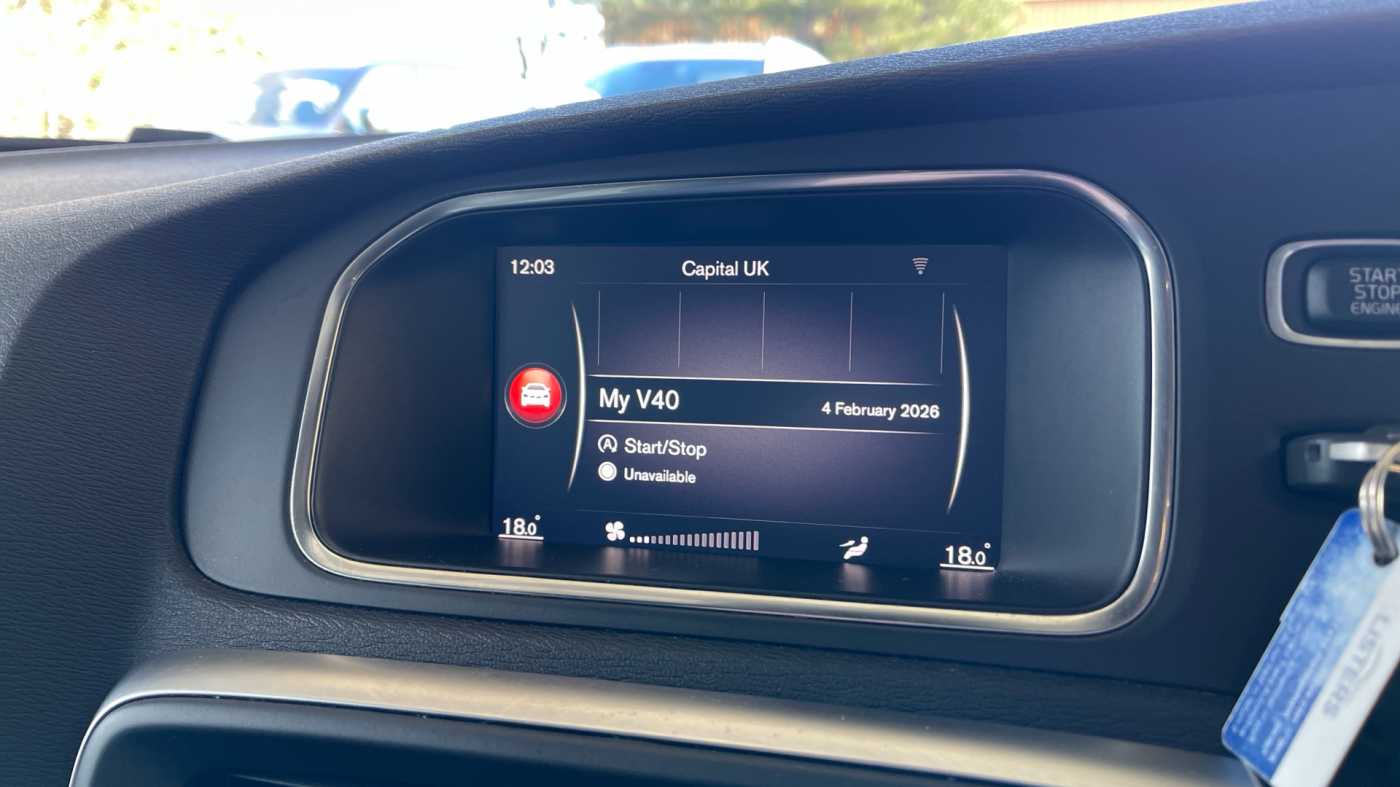 12:03
Capital UK
My V40
4 February 2026
A Start/Stop
Unavailable
18.0°
18.0°
START
STOP
ENGINE
LISTERS